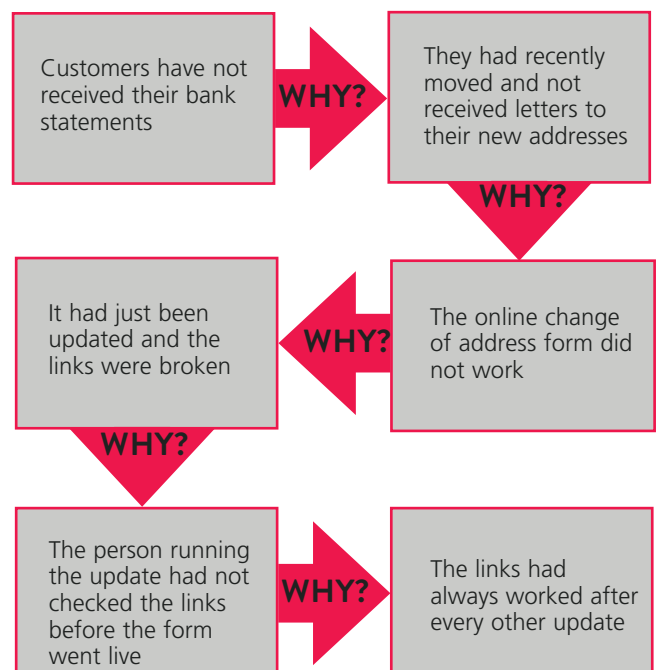 Customers have not
received their bank
statements
WHY?
They had recently
moved and not
received letters to
their new addresses
WHY?
The online change
of address form did
not work
WHY?
It had just been
updated and the
links were broken
WHY?
The person running
the update had not
checked the links
before the form
went live
WHY?
The links had
always worked after
every other update